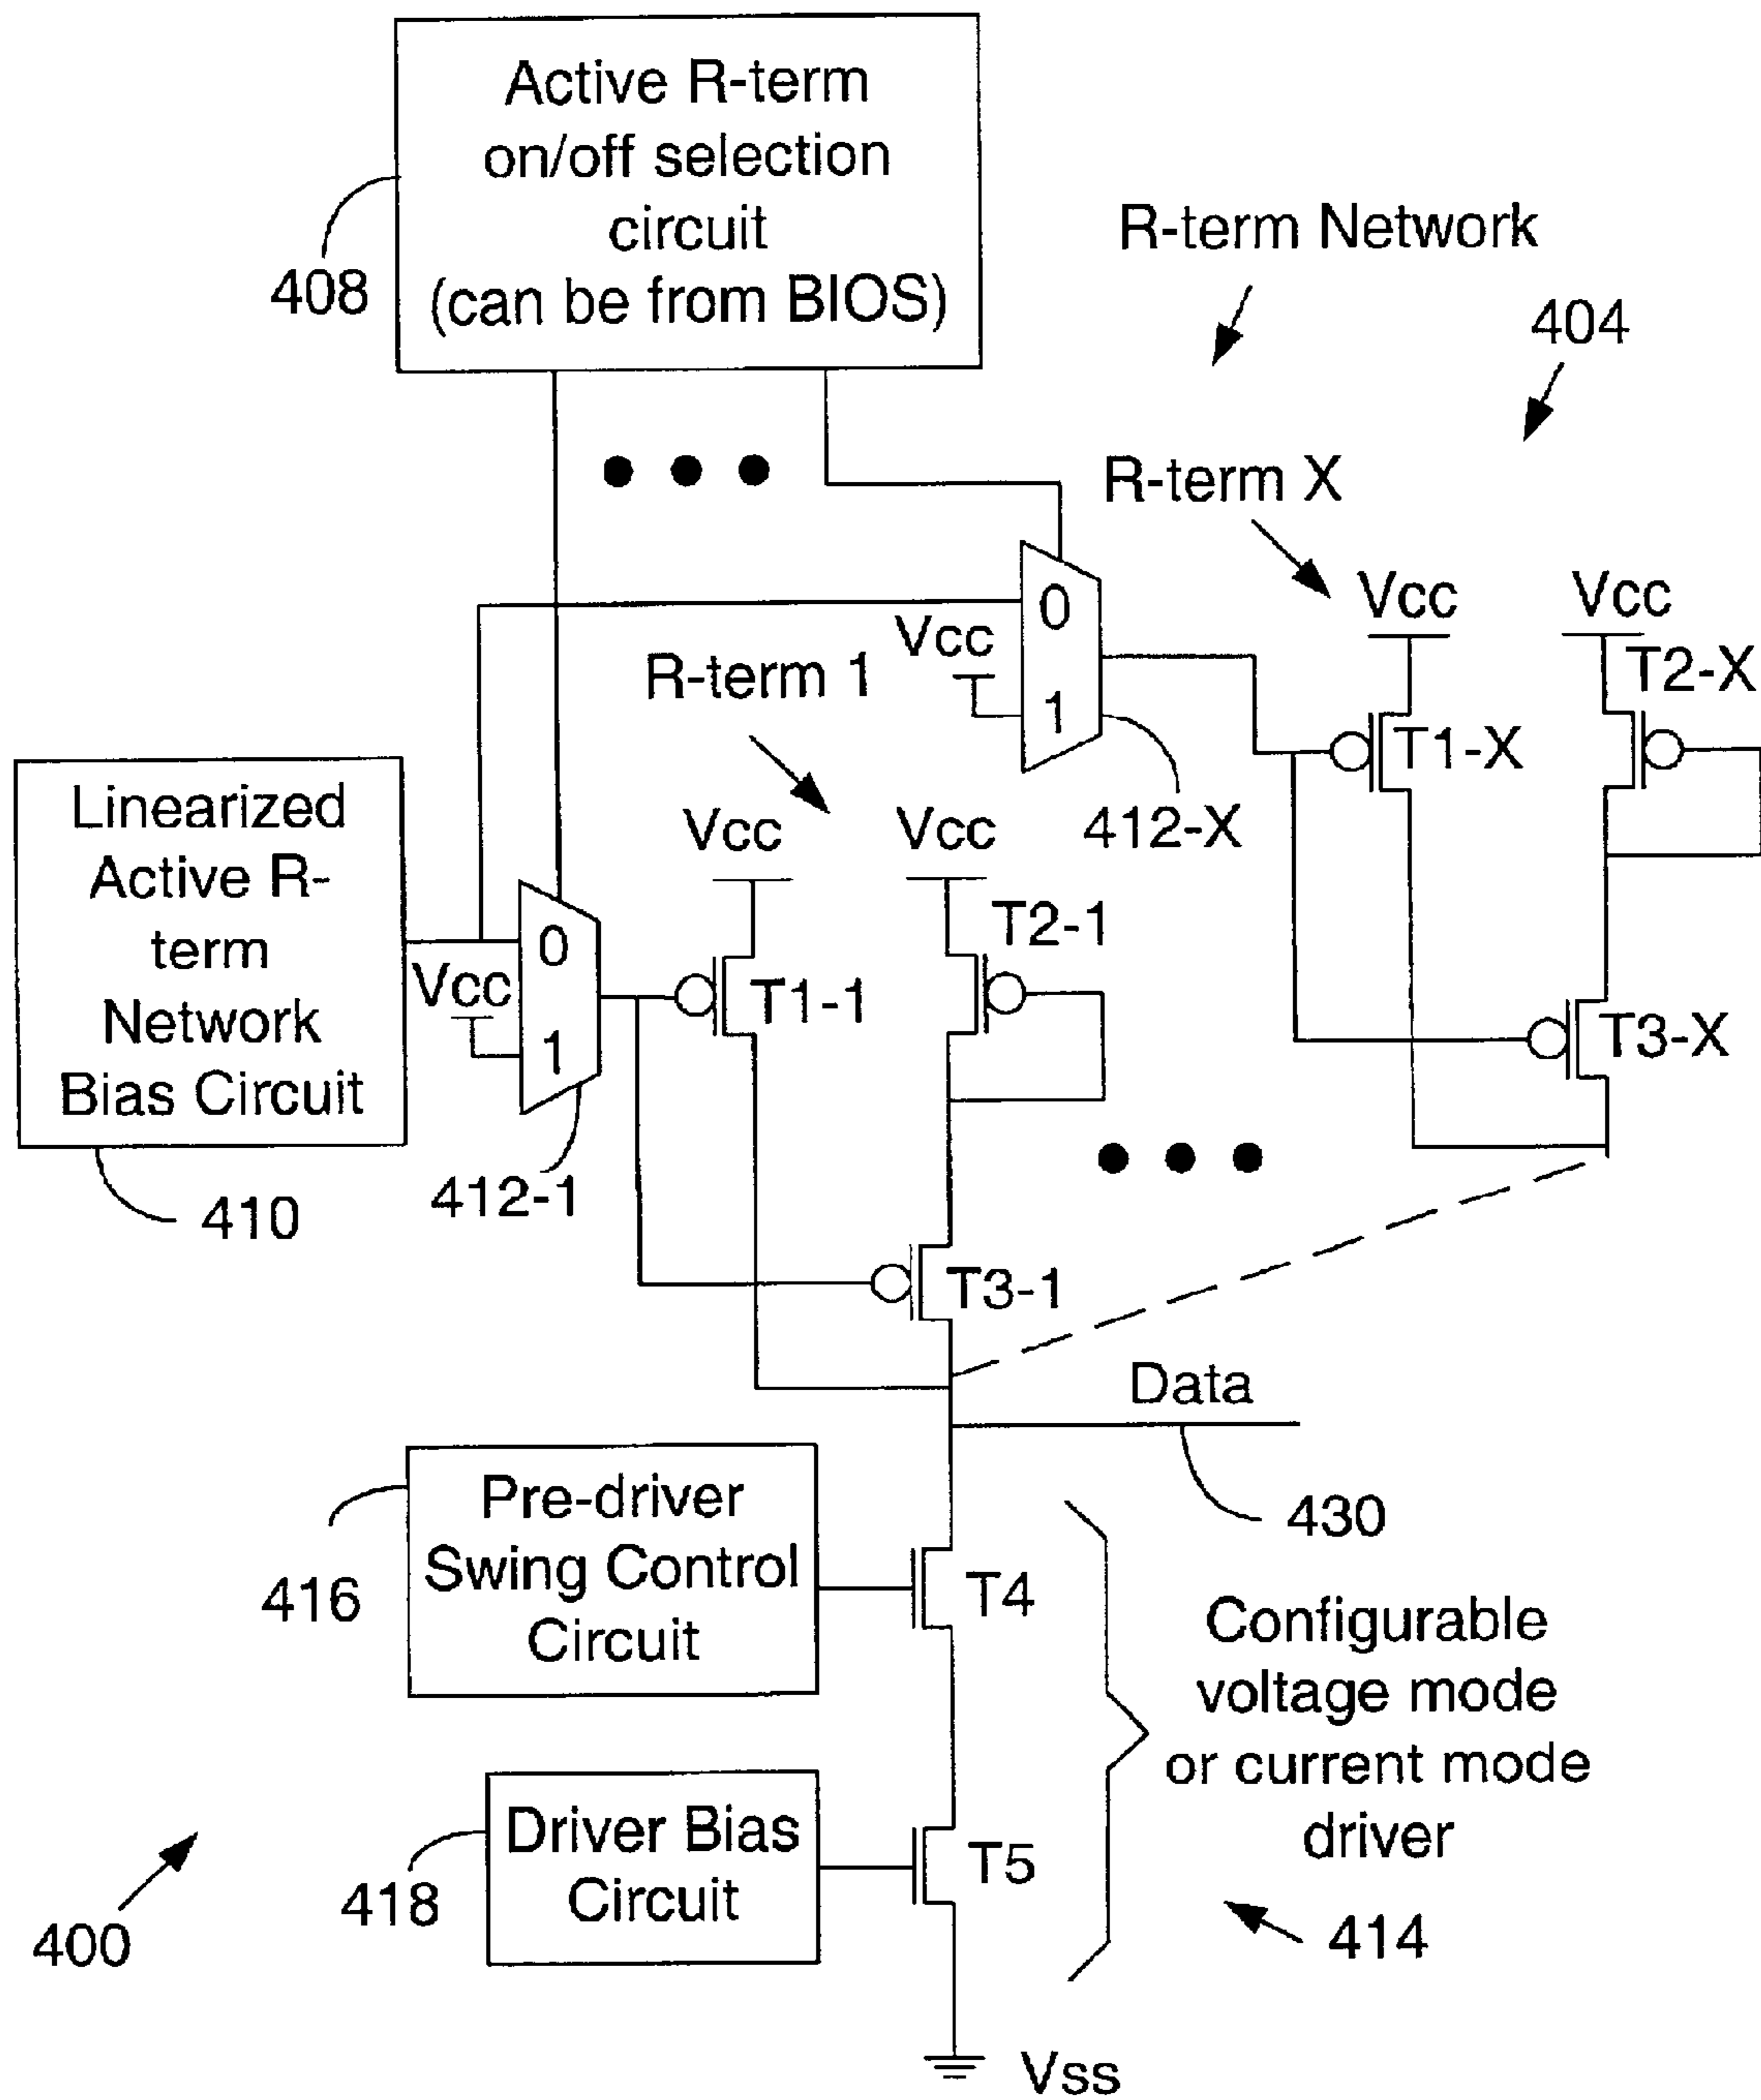 Active R-term
on/off selection
circuit
(can be from BIOS)
408
R-term Network
404
R-term X
Vcc
Vcc
T2-X
0
Vcc
1
T1-X
412-X
R-term 1
Linearized
Active R-
term
Network
Bias Circuit
410
Vcc
Vcc
T2-1
0
Vcc
1
T1-1
412-1
T3-X
T3-1
Data
430
Pre-driver
Swing Control
Circuit
416
T4
Configurable
voltage mode
or current mode
driver
414
Driver Bias
Circuit
418
T5
400
Vss